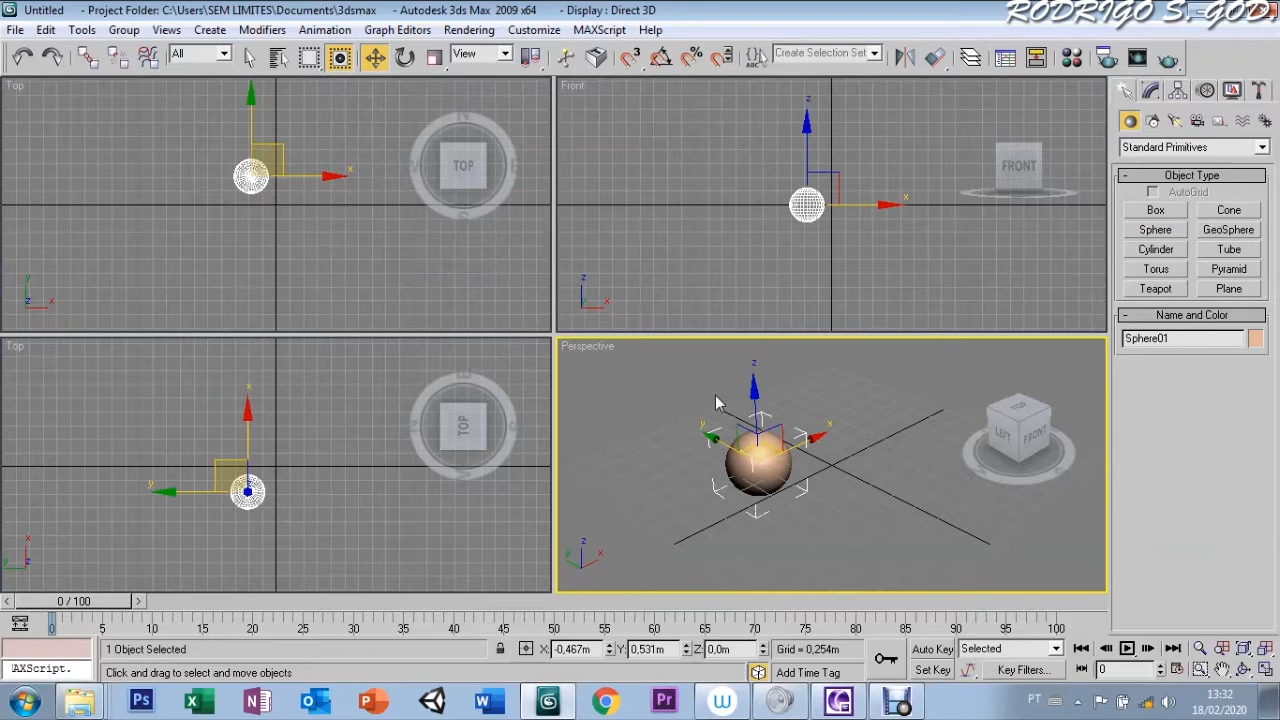 Untitled - Project Folder: C:\Users\SEM LIMITES\Documents\3dsmax - Autodesk 3ds Max 2009 x64 - Display : Direct 3D
RODRIGO S. GOD
File Edit Tools Group Views Create Modifiers Animation Graph Editors Rendering Customize MAXScript Help
All View 3 % ABC Create Selection Set
Top
TOP
x
y
z
x
Front
FRONT
z
x
z
x
Standard Primitives
- Object Type
AutoGrid
Box Cone
Sphere GeoSphere
Cylinder Tube
Torus Pyramid
Teapot Plane
- Name and Color
Sphere01
Top
TOP
x
y
x
y
z
Perspective
z
y
x
TOP
LEFT
FRONT
z
y
x
< 0 / 100 >
0 5 10 15 20 25 30 35 40 45 50 55 60 65 70 75 80 85 90 95 100
1 Object Selected X: -0,467m Y: 0,531m Z: 0,0m Grid = 0,254m Auto Key Selected
AXScript. Click and drag to select and move objects Add Time Tag Set Key Key Filters... 0
Ps X N O P W Pr W
PT
13:32
18/02/2020